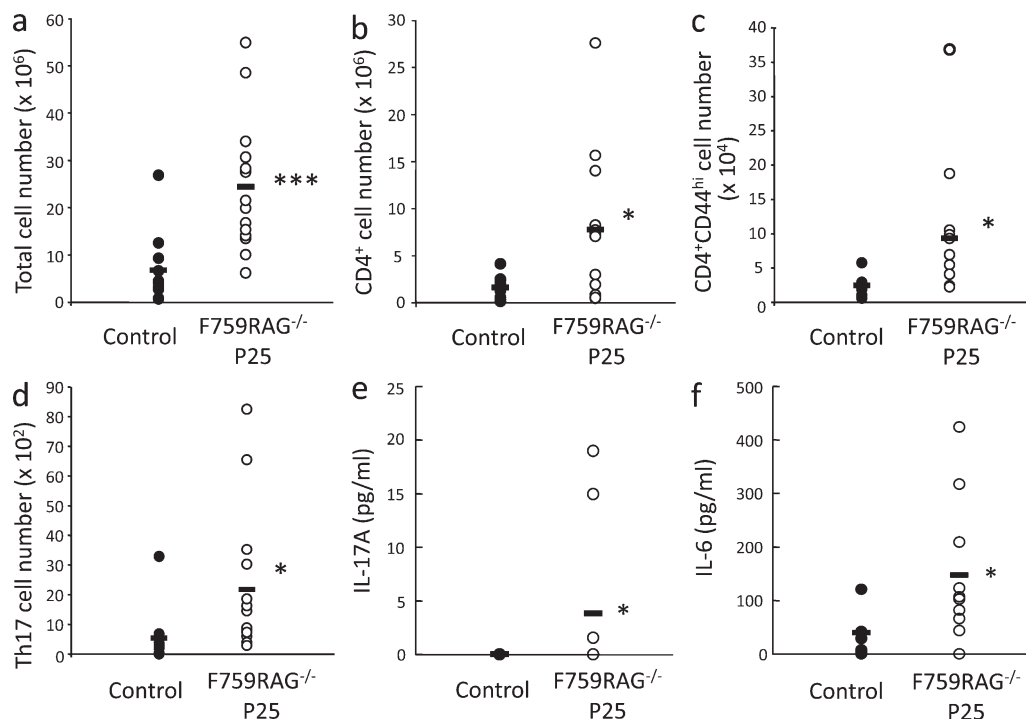 a
Total cell number (x 10⁶)
60
50
40
30
20
10
0
***
Control
F759RAG⁻/⁻
P25
b
CD4⁺ cell number (x 10⁶)
30
25
20
15
10
5
0
*
Control
F759RAG⁻/⁻
P25
c
CD4⁺CD44ʰⁱ cell number
(x 10⁴)
40
35
30
25
20
15
10
5
0
*
Control
F759RAG⁻/⁻
P25
d
Th17 cell number (x 10²)
90
80
70
60
50
40
30
20
10
0
*
Control
F759RAG⁻/⁻
P25
e
IL-17A (pg/ml)
25
20
15
10
5
0
*
Control
F759RAG⁻/⁻
P25
f
IL-6 (pg/ml)
500
400
300
200
100
0
*
Control
F759RAG⁻/⁻
P25